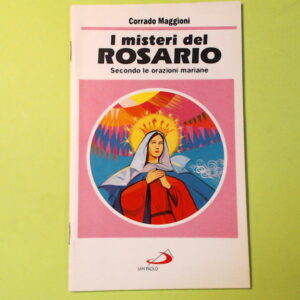 Corrado Maggioni
I misteri del
ROSARIO
Secondo le orazioni mariane
SAN PAOLO